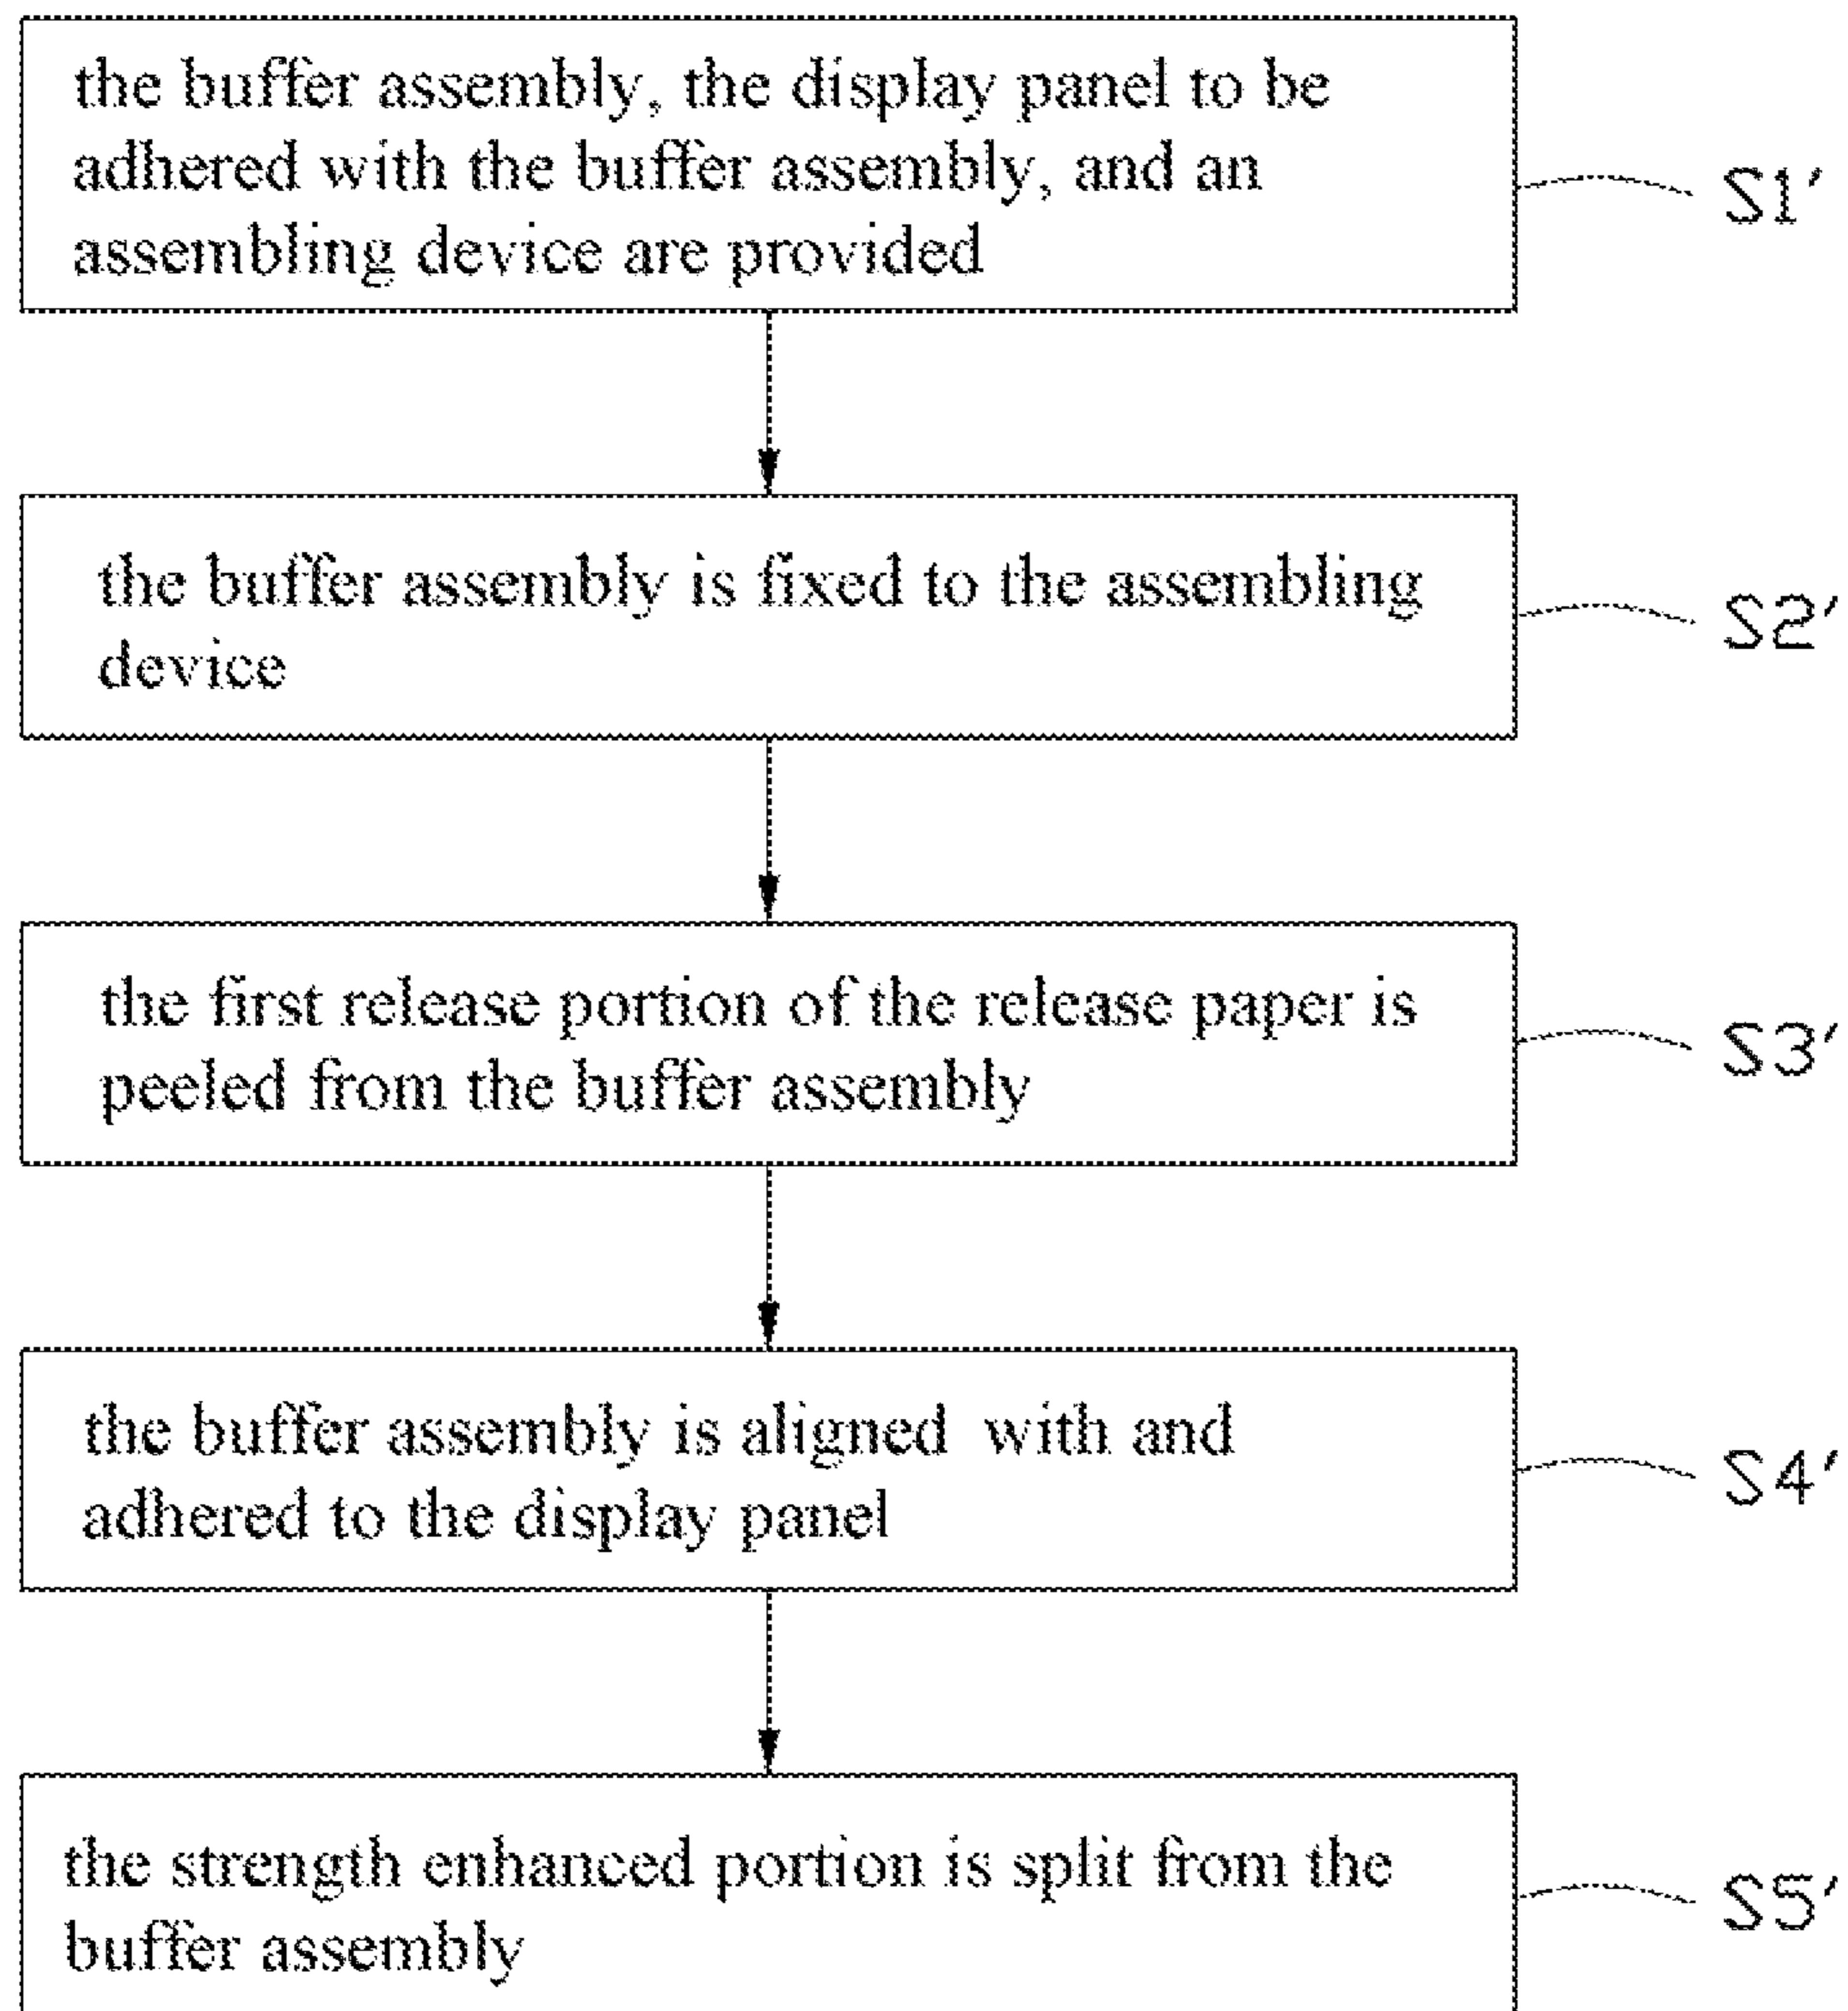 the buffer assembly, the display panel to be
adhered with the buffer assembly, and an
assembling device are provided
S1'
the buffer assembly is fixed to the assembling
device
S2'
the first release portion of the release paper is
peeled from the buffer assembly
S3'
the buffer assembly is aligned  with and
adhered to the display panel
S4'
the strength enhanced portion is split from the
buffer assembly
S5'